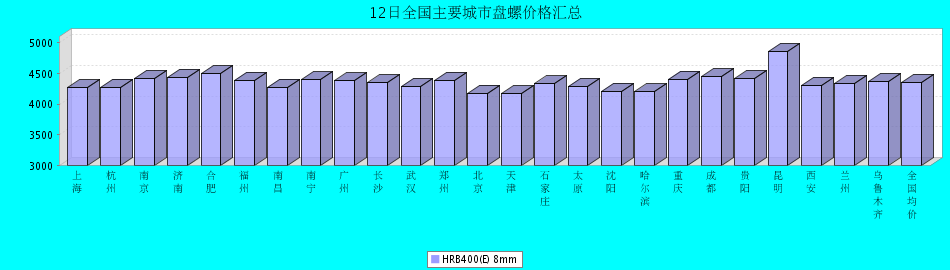 12日全国主要城市盘螺价格汇总
5000
4500
4000
3500
3000
上海
杭州
南京
济南
合肥
福州
南昌
南宁
广州
长沙
武汉
郑州
北京
天津
石家庄
太原
沈阳
哈尔滨
重庆
成都
贵阳
昆明
西安
兰州
乌鲁木齐
全国均价
HRB400(E) 8mm